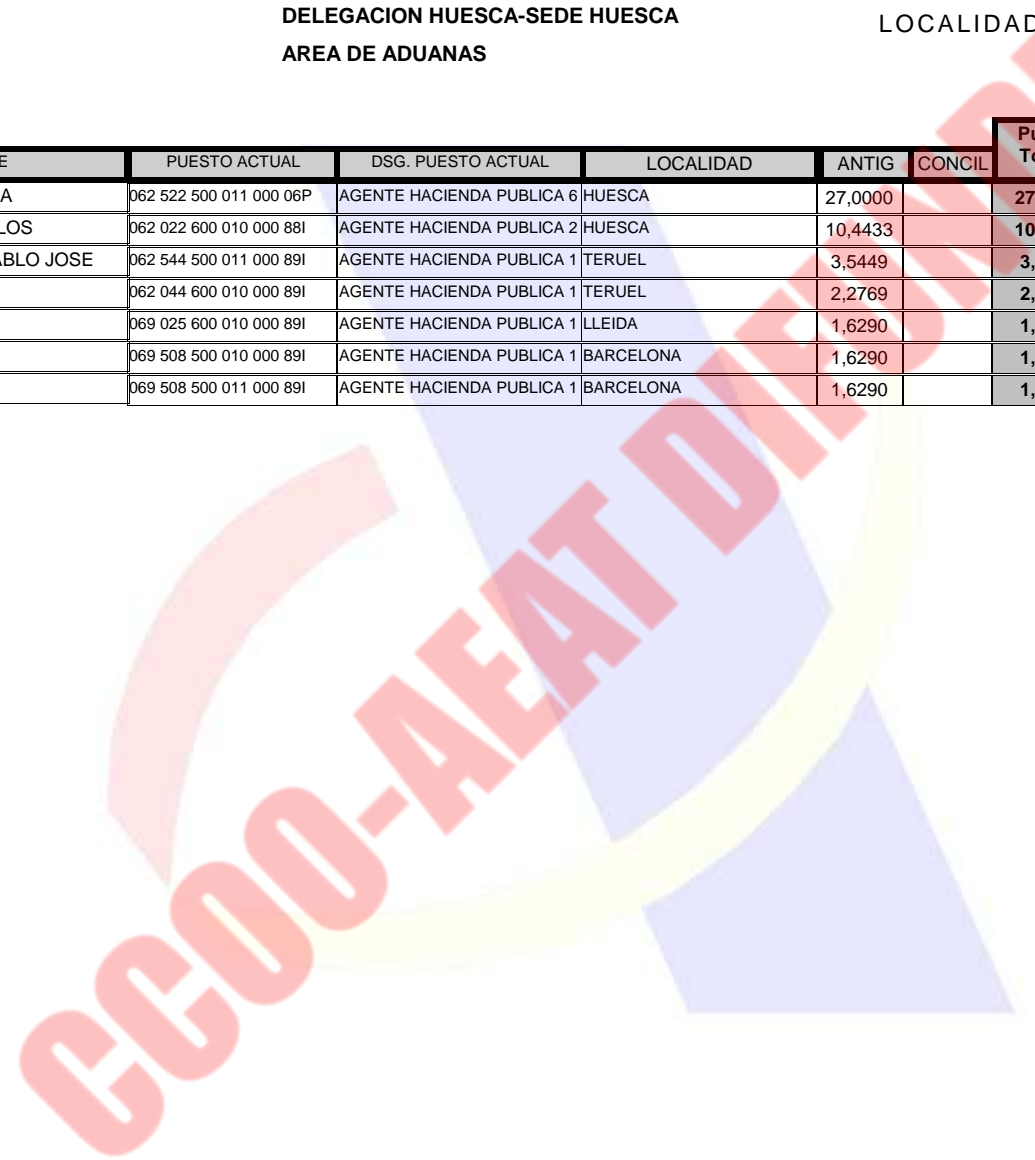 DELEGACION HUESCA-SEDE HUESCA
LOCALIDAD
AREA DE ADUANAS
E PUESTO ACTUAL DSG. PUESTO ACTUAL LOCALIDAD ANTIG CONCIL Pu To
A 062 522 500 011 000 06P AGENTE HACIENDA PUBLICA 6 HUESCA 27,0000 27
LOS 062 022 600 010 000 88I AGENTE HACIENDA PUBLICA 2 HUESCA 10,4433 10
ABLO JOSE 062 544 500 011 000 89I AGENTE HACIENDA PUBLICA 1 TERUEL 3,5449 3,
062 044 600 010 000 89I AGENTE HACIENDA PUBLICA 1 TERUEL 2,2769 2,
069 025 600 010 000 89I AGENTE HACIENDA PUBLICA 1 LLEIDA 1,6290 1,
069 508 500 010 000 89I AGENTE HACIENDA PUBLICA 1 BARCELONA 1,6290 1,
069 508 500 011 000 89I AGENTE HACIENDA PUBLICA 1 BARCELONA 1,6290 1,
CCOO-AEAT DIFUNDE